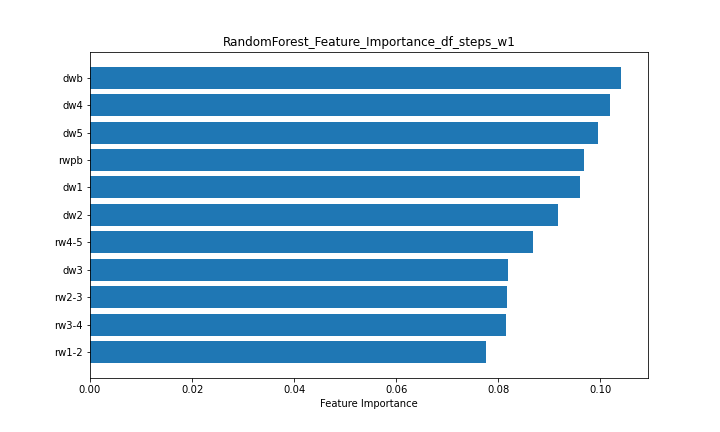 RandomForest_Feature_Importance_df_steps_w1
dwb
dw4
dw5
rwpb
dw1
dw2
rw4-5
dw3
rw2-3
rw3-4
rw1-2
0.00 0.02 0.04 0.06 0.08 0.10
Feature Importance